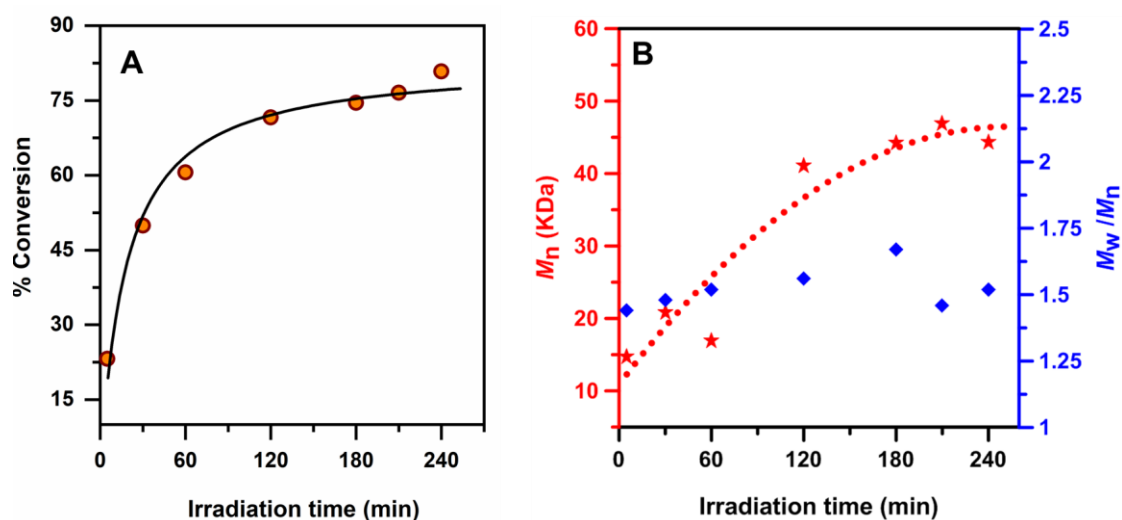 A
% Conversion
90
75
60
45
30
15
0 60 120 180 240
Irradiation time (min)
B
Mn (KDa)
60
50
40
30
20
10
0 60 120 180 240
Irradiation time (min)
2.5
2.25
2
1.75
1.5
1.25
1
Mw /Mn